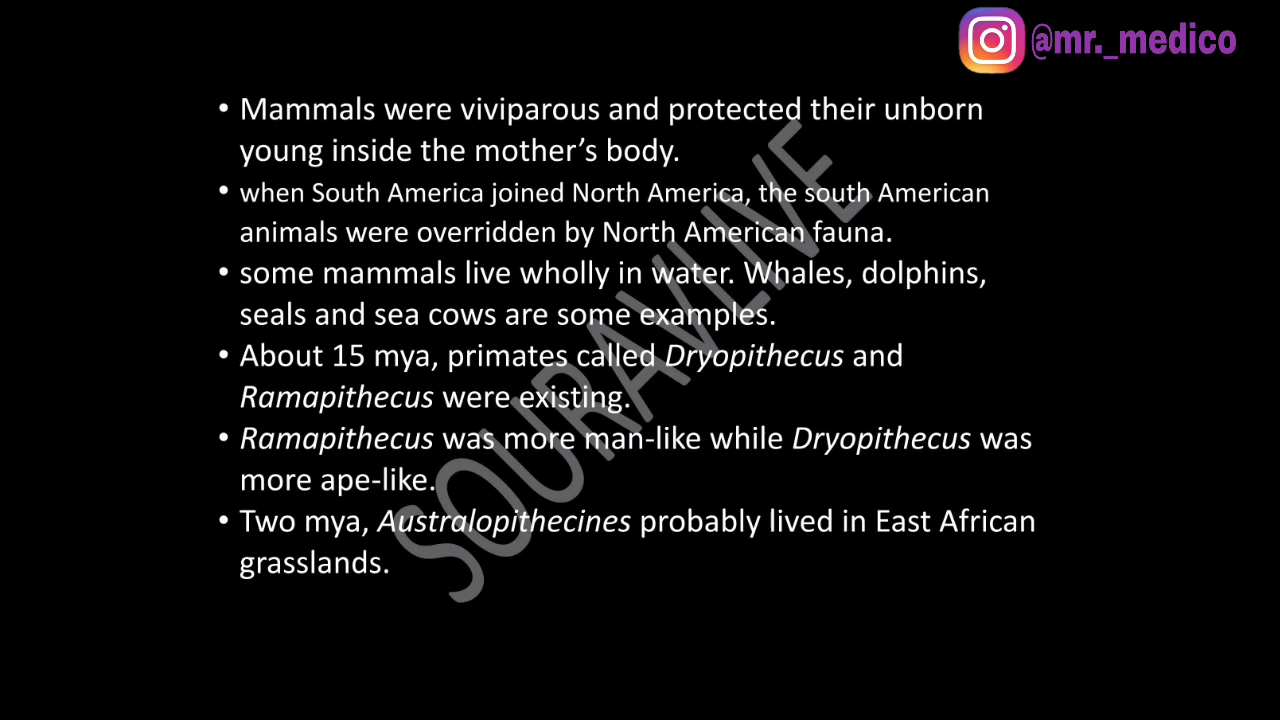 @mr._medico
• Mammals were viviparous and protected their unborn
young inside the mother’s body.
• when South America joined North America, the south American
animals were overridden by North American fauna.
• some mammals live wholly in water. Whales, dolphins,
seals and sea cows are some examples.
• About 15 mya, primates called Dryopithecus and
Ramapithecus were existing.
• Ramapithecus was more man-like while Dryopithecus was
more ape-like.
• Two mya, Australopithecines probably lived in East African
grasslands.
SOURAVLIVE